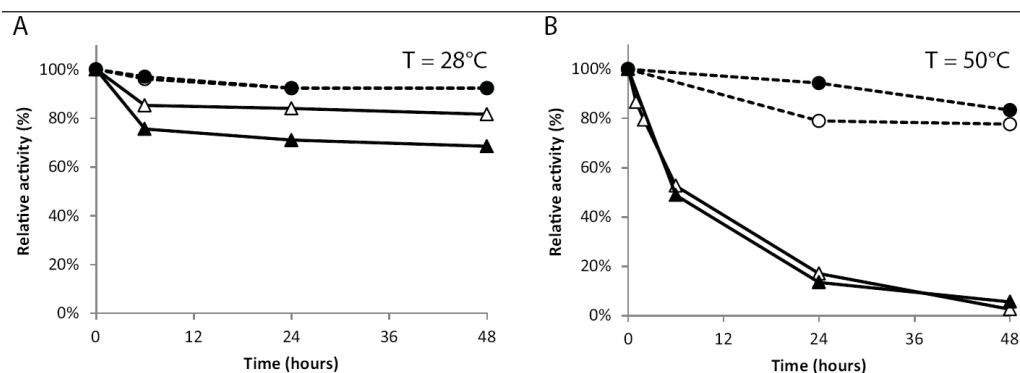 A
T = 28°C
100%
80%
60%
40%
20%
0%
Relative activity (%)
0 12 24 36 48
Time (hours)
B
T = 50°C
100%
80%
60%
40%
20%
0%
Relative activity (%)
0 12 24 36 48
Time (hours)